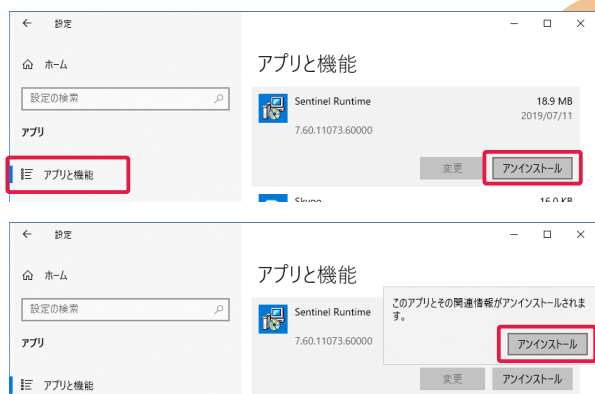 ← 設定
ホーム
アプリと機能
設定の検索
Sentinel Runtime
18.9 MB
2019/07/11
アプリ
7.60.11073.60000
アプリと機能
変更
アンインストール
Skype
16.0 KB
← 設定
ホーム
アプリと機能
設定の検索
Sentinel Runtime
このアプリとその関連情報がアンインストールされま
す。
アプリ
7.60.11073.60000
アンインストール
アプリと機能
変更
アンインストール